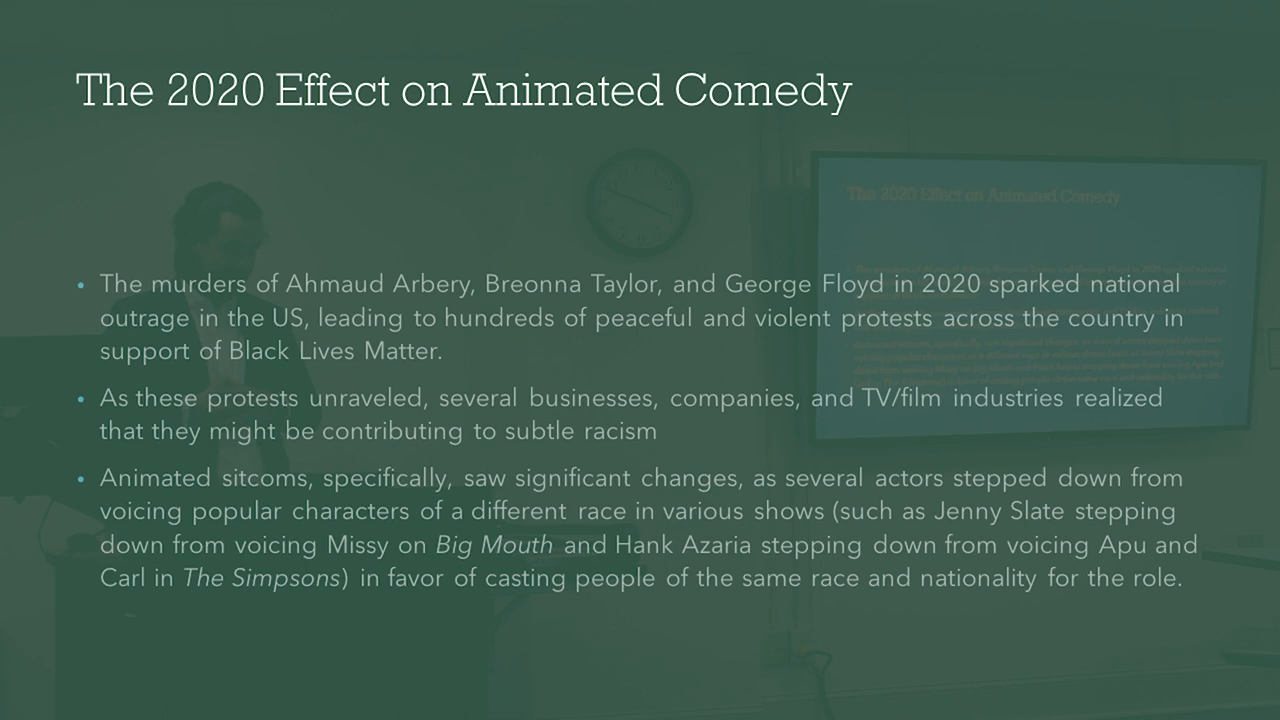 The 2020 Effect on Animated Comedy
The 2020 Effect on Animated Comedy
• The murders of Ahmaud Arbery, Breonna Taylor, and George Floyd in 2020 sparked national
outrage in the US, leading to hundreds of peaceful and violent protests across the country in
support of Black Lives Matter.
• As these protests unraveled, several businesses, companies, and TV/film industries realized
that they might be contributing to subtle racism
• Animated sitcoms, specifically, saw significant changes, as several actors stepped down from
voicing popular characters of a different race in various shows (such as Jenny Slate stepping
down from voicing Missy on Big Mouth and Hank Azaria stepping down from voicing Apu and
Carl in The Simpsons) in favor of casting people of the same race and nationality for the role.